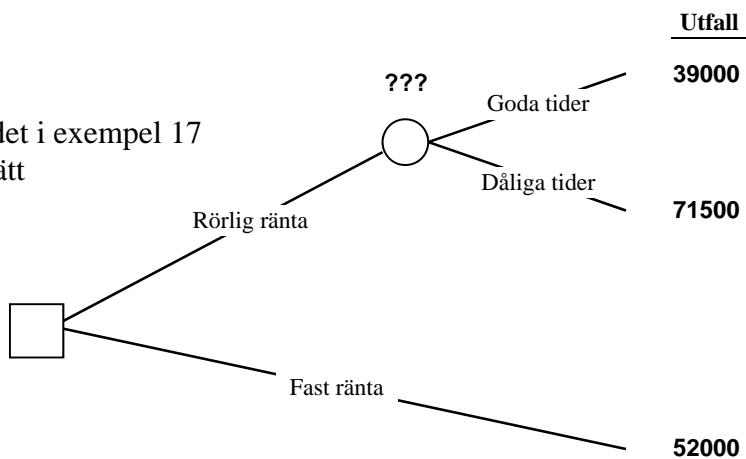 Utfall
39000
???
Goda tider
det i exempel 17
ätt
Dåliga tider
71500
Rörlig ränta
Fast ränta
52000